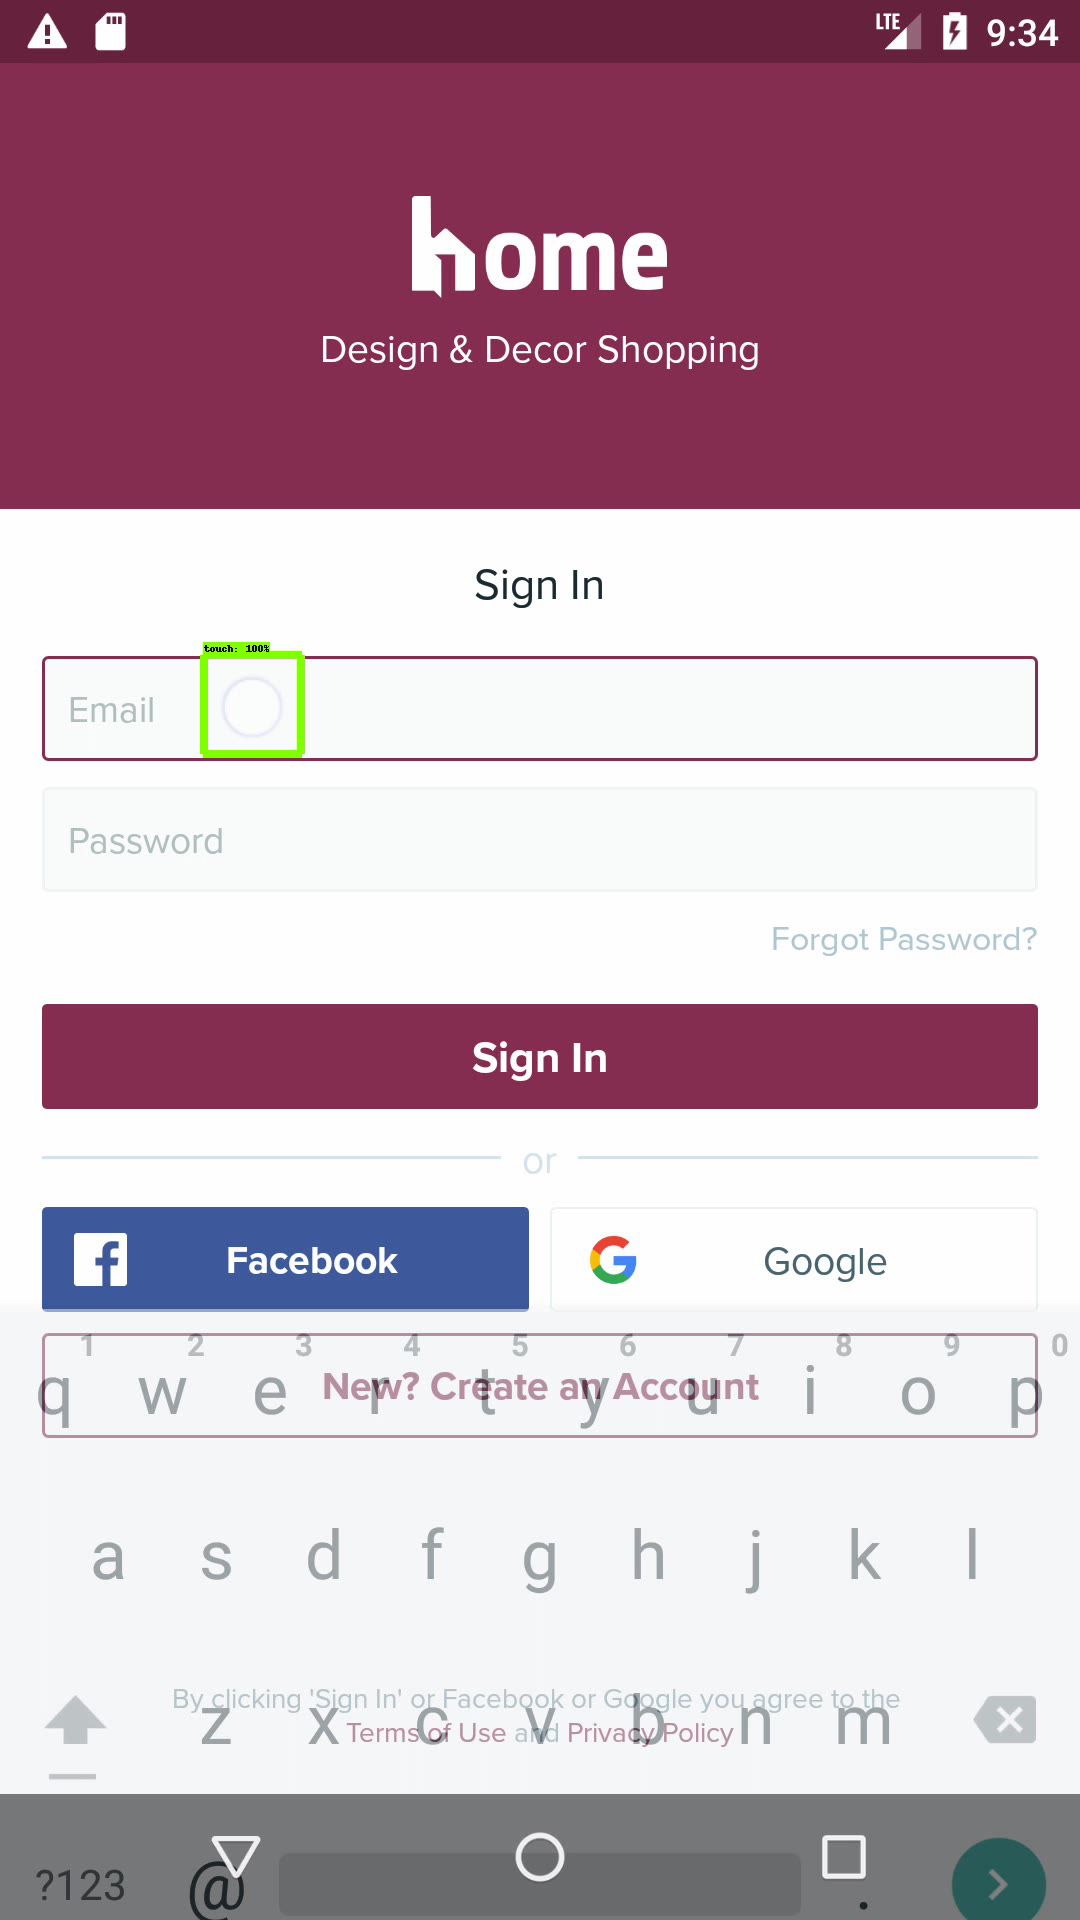 LTE 9:34
home
Design & Decor Shopping
Sign In
touch: 100%
Email
Password
Forgot Password?
Sign In
or
Facebook
Google
1 2 3 4 5 6 7 8 9 0
q w e r t y u i o p
New? Create an Account
a s d f g h j k l
By clicking 'Sign In' or Facebook or Google you agree to the
Terms of Use and Privacy Policy
z x c v b n m
?123 @ .